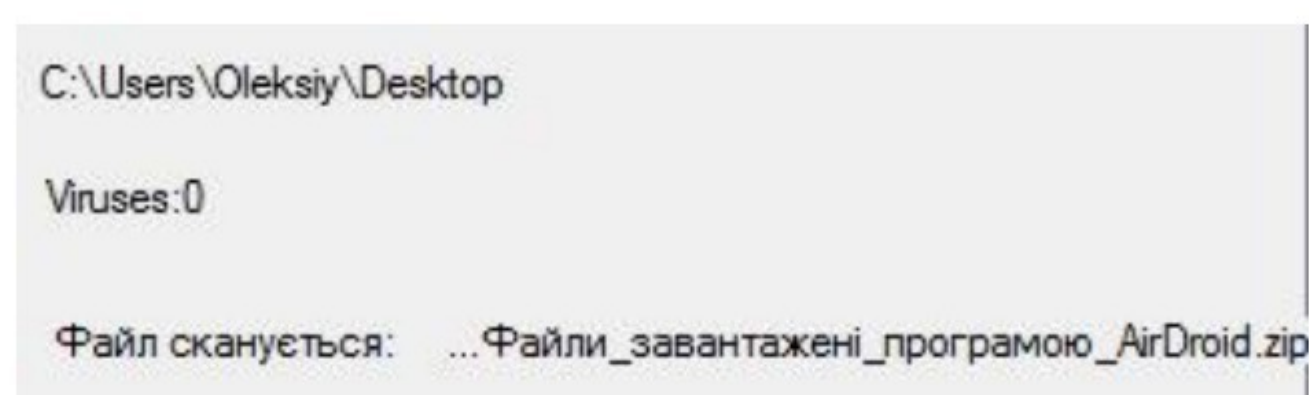 C:\Users\Oleksiy\Desktop
Viruses:0
Файл сканується: ...Файли_завантажені_програмою_AirDroid.zip